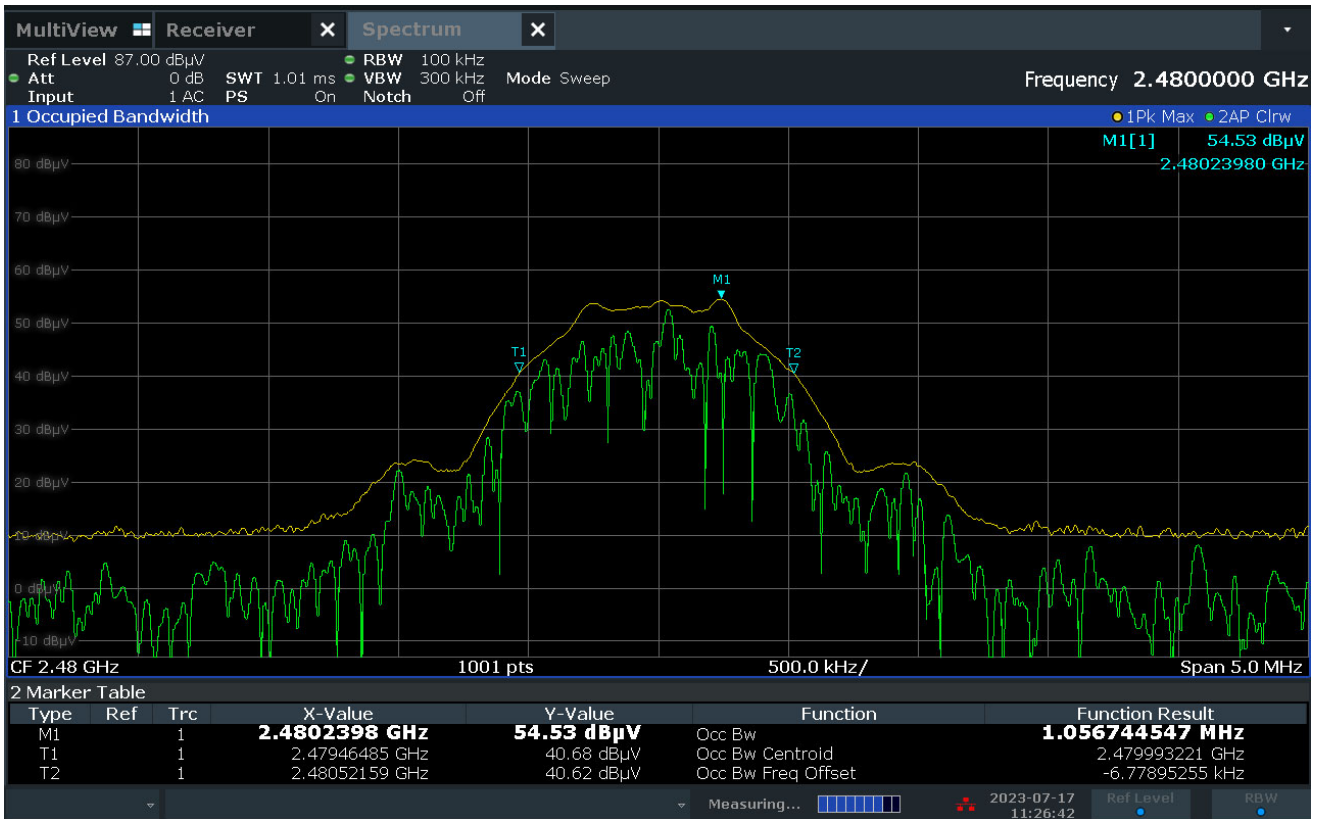 MultiView Receiver X Spectrum X
Ref Level 87.00 dBµV RBW 100 kHz
Att 0 dB SWT 1.01 ms VBW 300 kHz Mode Sweep Frequency 2.4800000 GHz
Input 1 AC PS On Notch Off
1 Occupied Bandwidth 1Pk Max 2AP Clrw
M1[1] 54.53 dBµV
2.48023980 GHz
80 dBµV
70 dBµV
60 dBµV
M1
50 dBµV
T1 T2
40 dBµV
30 dBµV
20 dBµV
10 dBµV
0 dBµV
-10 dBµV
CF 2.48 GHz 1001 pts 500.0 kHz/ Span 5.0 MHz
2 Marker Table
Type Ref Trc X-Value Y-Value Function Function Result
M1 1 2.4802398 GHz 54.53 dBµV Occ Bw 1.056744547 MHz
T1 1 2.47946485 GHz 40.68 dBµV Occ Bw Centroid 2.479993221 GHz
T2 1 2.48052159 GHz 40.62 dBµV Occ Bw Freq Offset -6.77895255 kHz
Measuring... 2023-07-17 Ref Level RBW
11:26:42